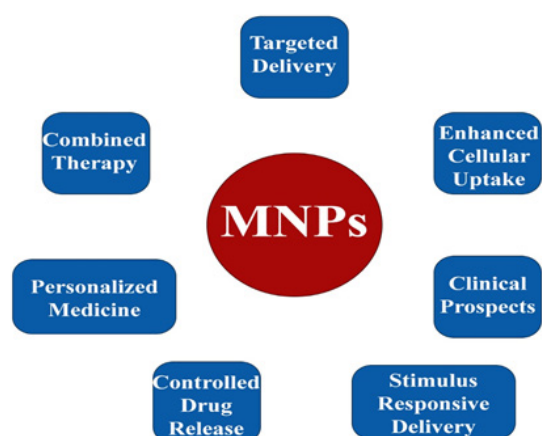 Targeted
Delivery
Combined
Therapy
Enhanced
Cellular
Uptake
MNPs
Personalized
Medicine
Clinical
Prospects
Controlled
Drug
Release
Stimulus
Responsive
Delivery